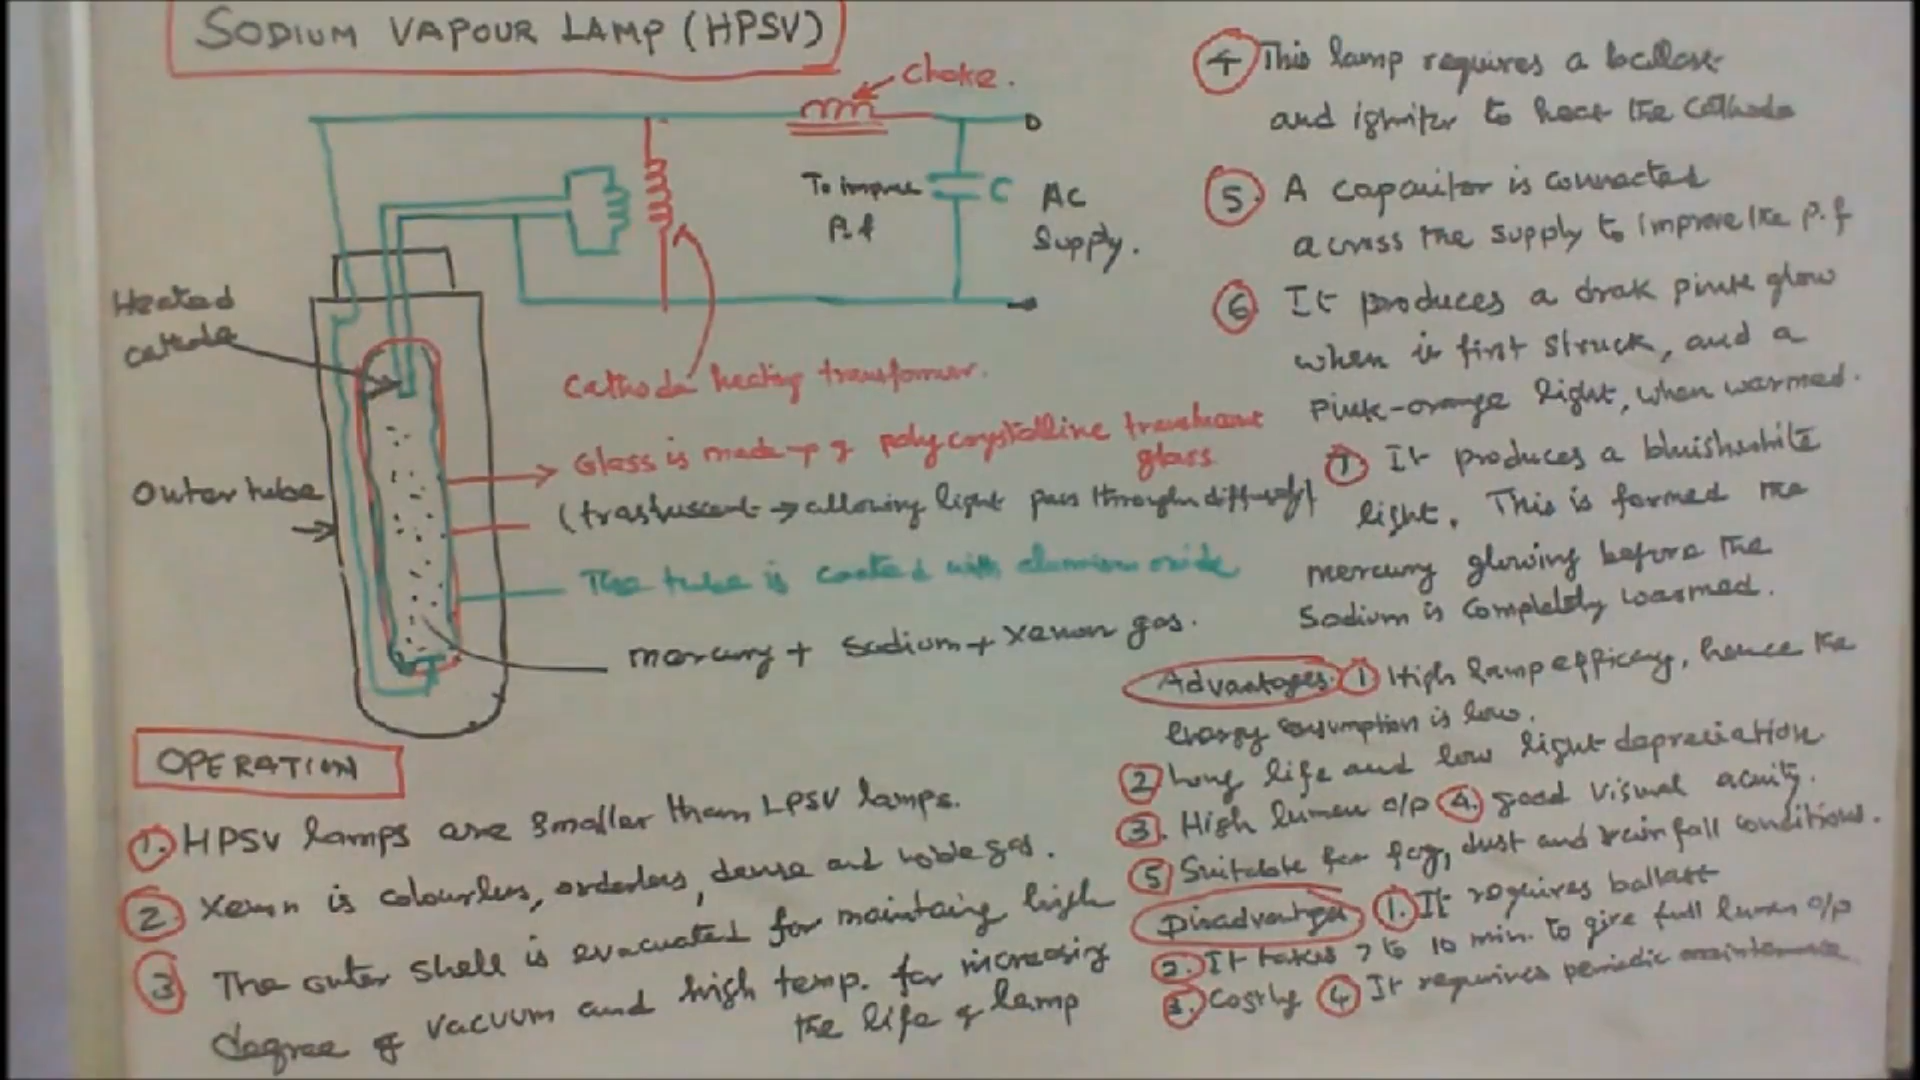 SODIUM VAPOUR LAMP (HPSV)
Choke.
To improve
P.f
C
AC
Supply.
Heated
cathode
Cathode heating transformer.
Glass is made-up of polycrystalline translucent
glass
Outer tube
(trasluscent → allowing light pass through diffusely)
The tube is coated with aluminium oxide
mercury + Sodium + Xenon gas.
OPERATION
1. HPSV lamps are smaller than LPSV lamps.
2. Xenon is colourless, orderless, dense and noble gas.
3 The outer shell is evacuated for maintaing high
degree of vacuum and high temp. for increasing
the life of lamp
4 This lamp requires a ballast
and igniter to heat the cathode
5. A capacitor is connected
across the supply to improve the p.f
6 It produces a drak pink glow
when is first struck, and a
pink-orange light, when warmed.
7 It produces a bluishwhite
light. This is formed the
mercury glowing before the
Sodium is completely warmed.
Advantages: 1 High lamp efficacy, hence the
Energy consumption is low.
2 Long life and low light depreciation
3. High lumen o/p 4. good visual acuity.
5 Suitable for fog, dust and rainfall conditions.
Disadvantages 1. It requires ballast
2. It takes 7 to 10 min. to give full lumen o/p
3. Costly 4 It requires periodic maintenance